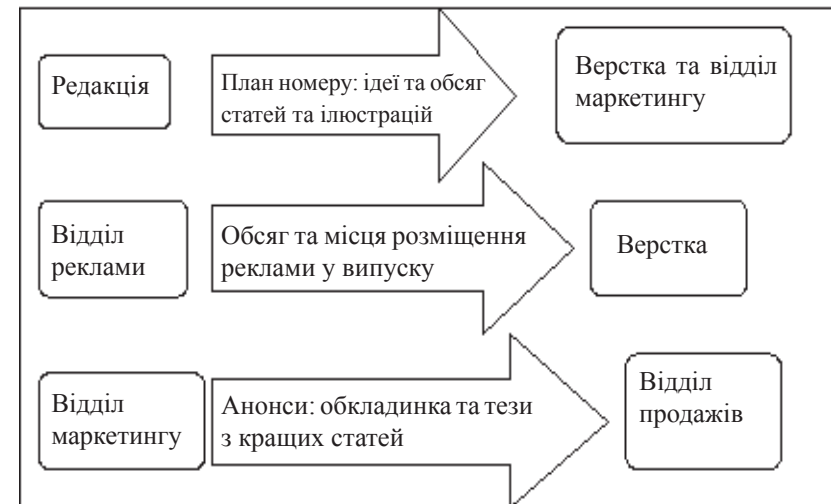 Редакція
План номеру: ідеї та обсяг
статей та ілюстрацій
Верстка та відділ
маркетингу
Відділ
реклами
Обсяг та місця розміщення
реклами у випуску
Верстка
Відділ
маркетингу
Анонси: обкладинка та тези
з кращих статей
Відділ
продажів